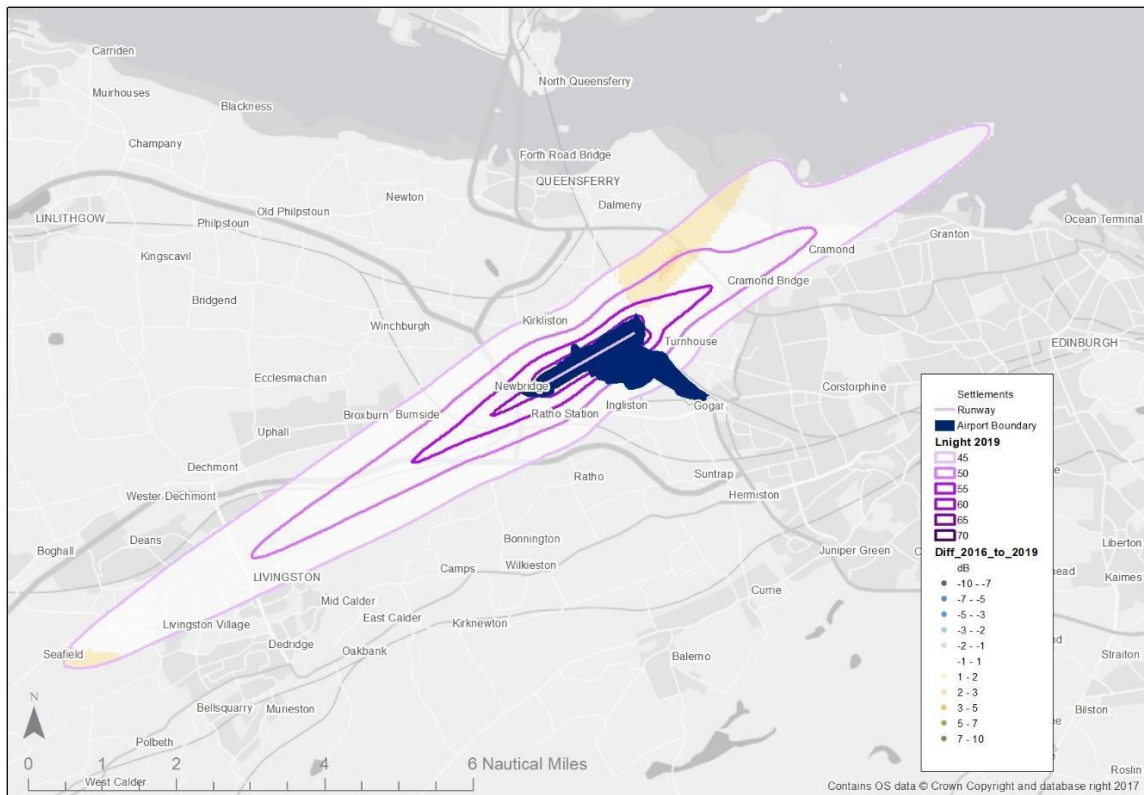 Carriden
Muirhouses
Blackness
North Queensferry
Champany
Forth Road Bridge
QUEENSFERRY
Newton
Dalmeny
LINLITHGOW
Old Philpstoun
Philpstoun
Ocean Terminal
Granton
Cramond
Kingscavil
Cramond Bridge
Bridgend
Kirkliston
Winchburgh
Turnhouse
EDINBURGH
Ecclesmachan
Newbridge
Corstorphine
Broxburn
Burnside
Ratho Station
Ingliston
Gogar
Uphall
Dechmont
Ratho
Suntrap
Wester Dechmont
Hermiston
Deans
Bonnington
Boghall
Juniper Green
Liberton
Wilkieston
LIVINGSTON
Camps
Kaimes
Currie
Mid Calder
East Calder
Livingston Village
Kirknewton
Dedridge
Seafield
Oakbank
Balerno
Straiton
Bellsquarry
Murieston
Bilston
Polbeth
West Calder
Roslin
N
0 1 2 4 6 Nautical Miles
Settlements
Runway
Airport Boundary
Lnight 2019
45
50
55
60
65
70
Diff_2016_to_2019
dB
-10 - -7
-7 - -5
-5 - -3
-3 - -2
-2 - -1
-1 - 1
1 - 2
2 - 3
3 - 5
5 - 7
7 - 10
Contains OS data © Crown Copyright and database right 2017